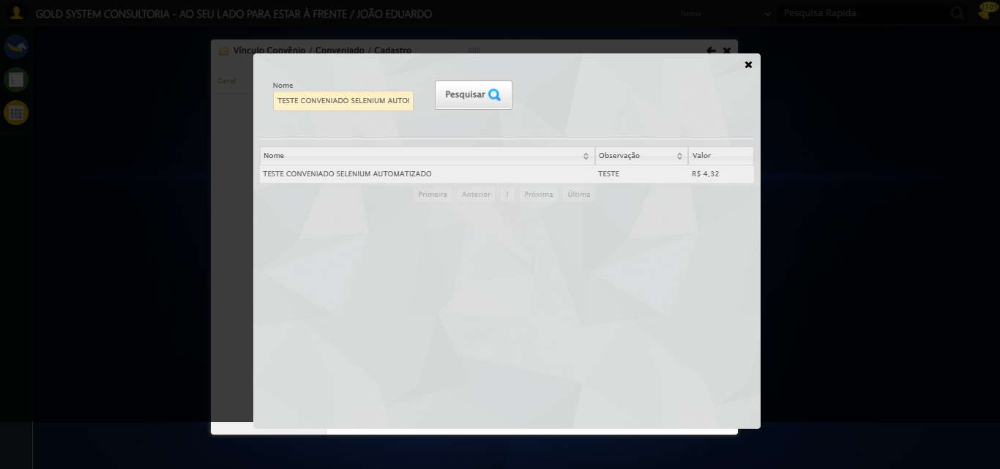 GOLD SYSTEM CONSULTORIA - AO SEU LADO PARA ESTAR À FRENTE / JOÃO EDUARDO
Nome
Pesquisa Rapida
Vínculo Convênio / Conveniado / Cadastro
Geral
Nome
TESTE CONVENIADO SELENIUM AUTOM
Pesquisar
Nome Observação Valor
TESTE CONVENIADO SELENIUM AUTOMATIZADO TESTE R$ 4,32
Primeira Anterior 1 Próxima Última